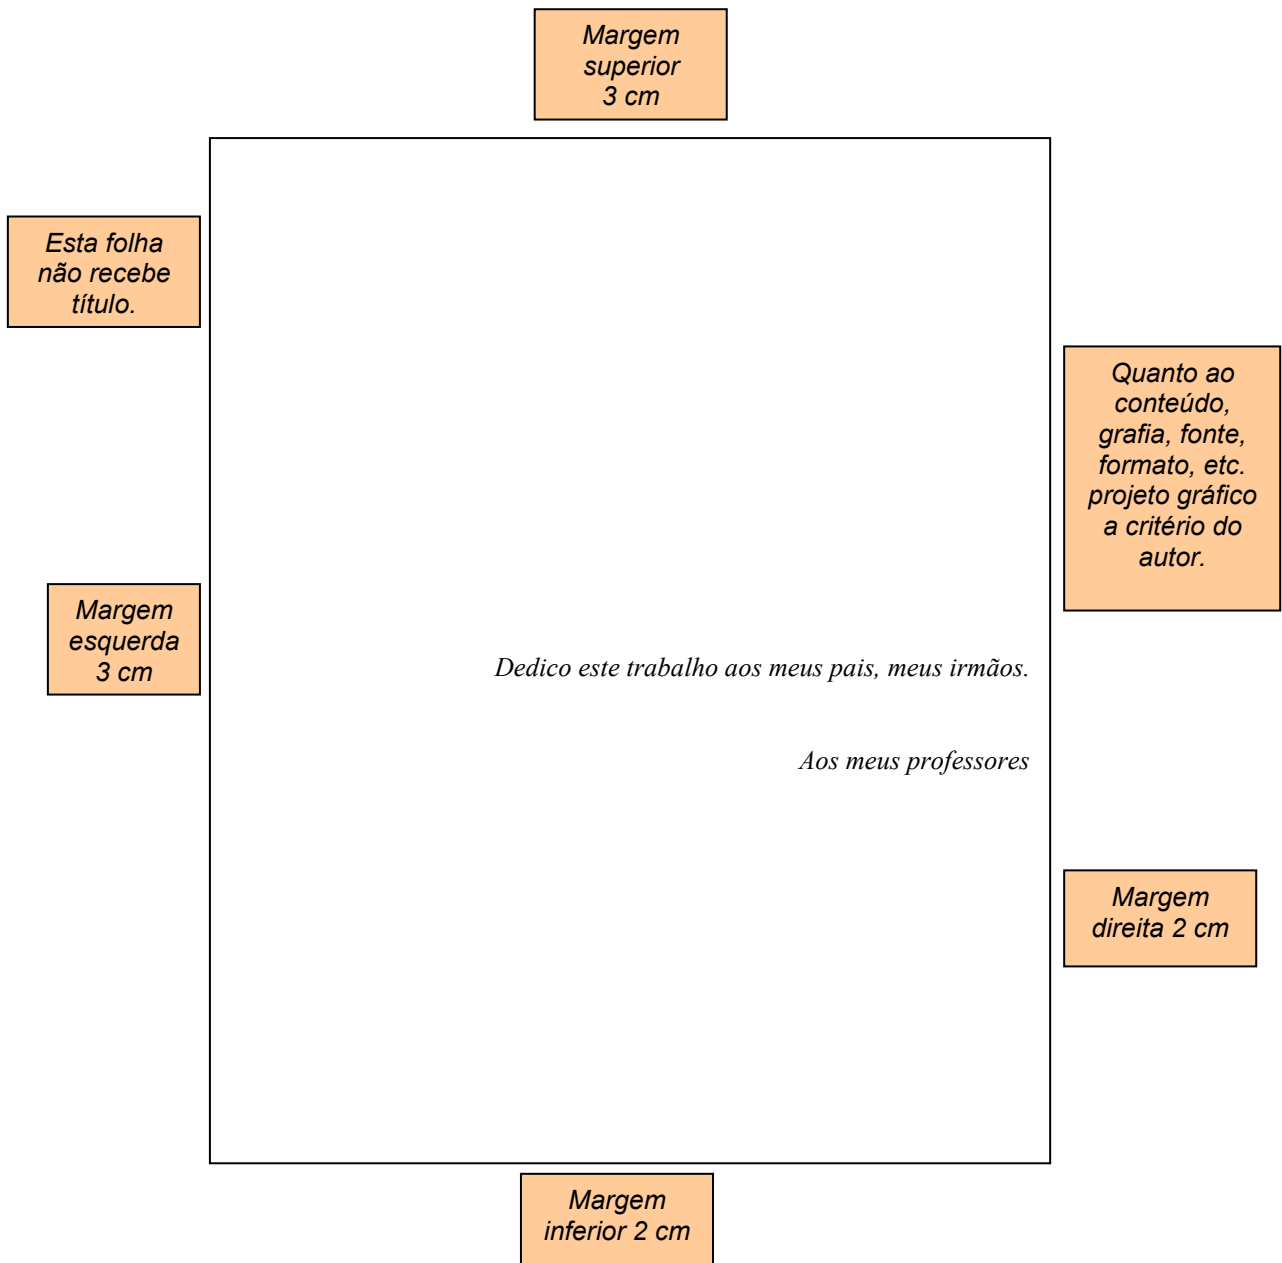 Margem
superior
3 cm
Esta folha
não recebe
título.
Quanto ao
conteúdo,
grafia, fonte,
formato, etc.
projeto gráfico
a critério do
autor.
Margem
esquerda
3 cm
Dedico este trabalho aos meus pais, meus irmãos.
Aos meus professores
Margem
direita 2 cm
Margem
inferior 2 cm